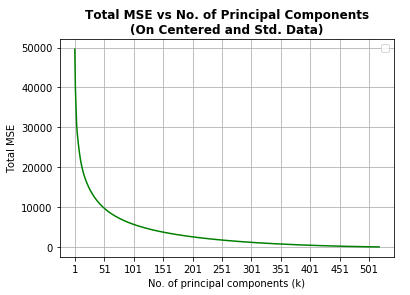 Total MSE vs No. of Principal Components
(On Centered and Std. Data)
50000
40000
30000
20000
10000
0
Total MSE
1 51 101 151 201 251 301 351 401 451 501
No. of principal components (k)